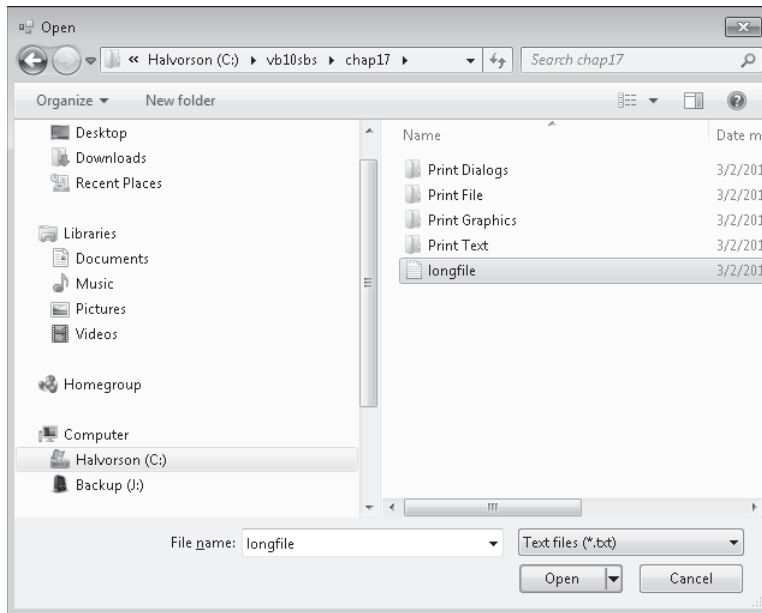 Open
« Halvorson (C:) ▸ vb10sbs ▸ chap17 ▸
Search chap17
Organize
New folder
Desktop
Downloads
Recent Places
Libraries
Documents
Music
Pictures
Videos
Homegroup
Computer
Halvorson (C:)
Backup (J:)
Name
Date m
Print Dialogs
3/2/201
Print File
3/2/201
Print Graphics
3/2/201
Print Text
3/2/201
longfile
3/2/201
File name:
longfile
Text files (*.txt)
Open
Cancel